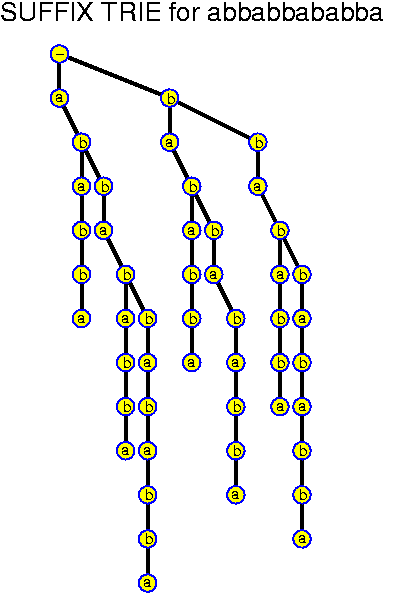 SUFFIX TRIE for abbabbababba
–
a b
b a b
a b b a
b a a b b
b b b a a b
a a b b b b a
b a a a b b
b b b a a
a a b b
b a b
b a
a